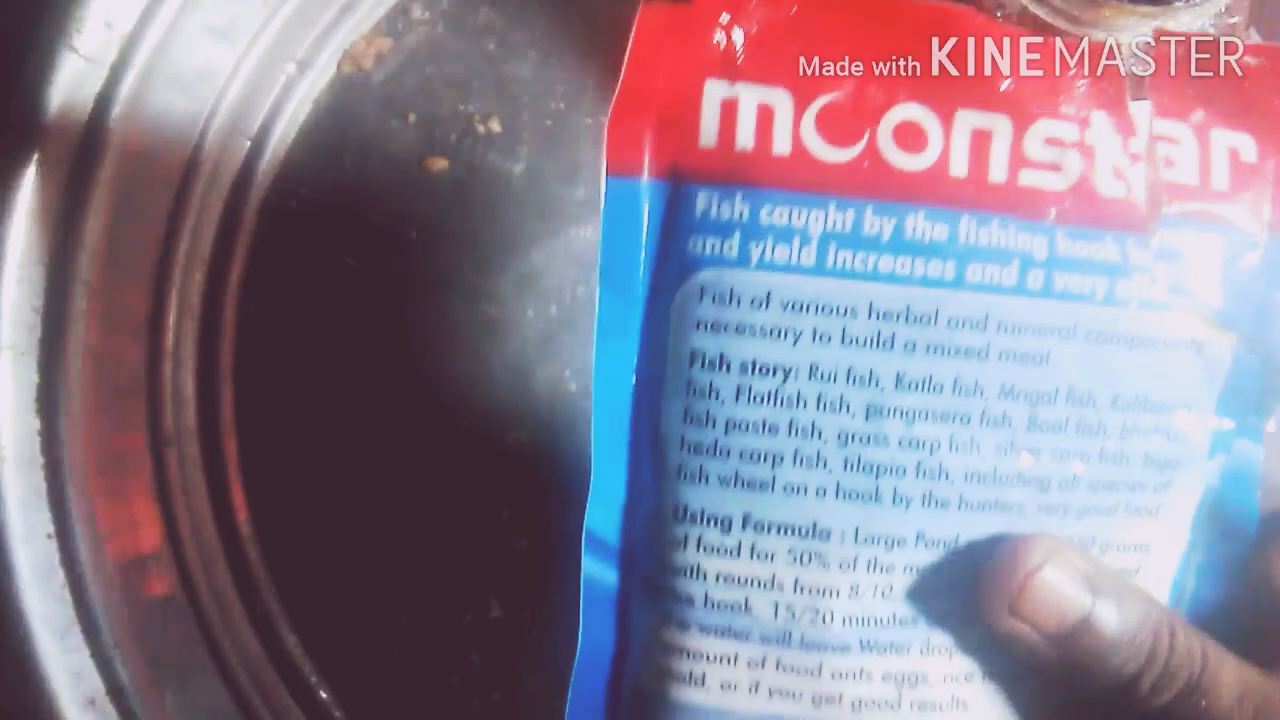 Made with KINEMASTER
moonstar
Fish caught by the fishing hook
and yield increases and a very
Fish of various herbal and mineral components
necessary to build a mixed meal
Fish story: Rui fish, Katla fish, Mrigal fish,
fish, Flatfish fish, pangasera fish, Boal fish,
fish paste fish, grass carp fish, silver carp fish,
heda carp fish, tilapia fish, including all species of
fish wheel on a hook by the hunters, very good food
Using Formula : Large Pond grams
of food for 50% of the
with rounds from 8/10
hook, 15/20 minutes
water will leave Water drop
amount of food ants eggs, rice
or if you get good results